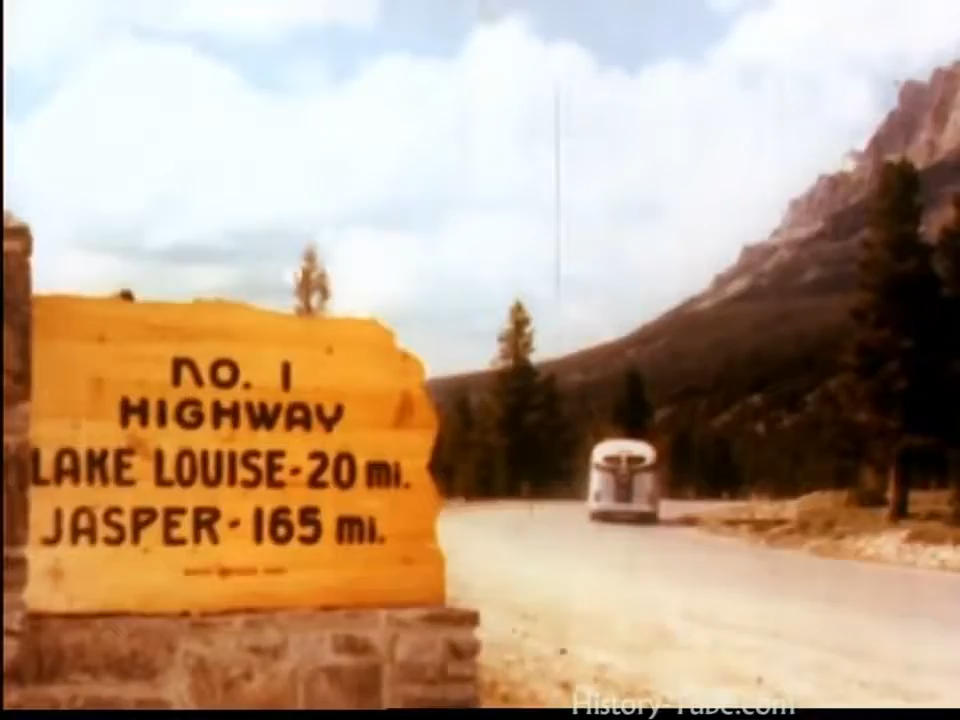 NO. 1
HIGHWAY
LAKE LOUISE-20 mi.
JASPER-165 mi.
History-Tube.com